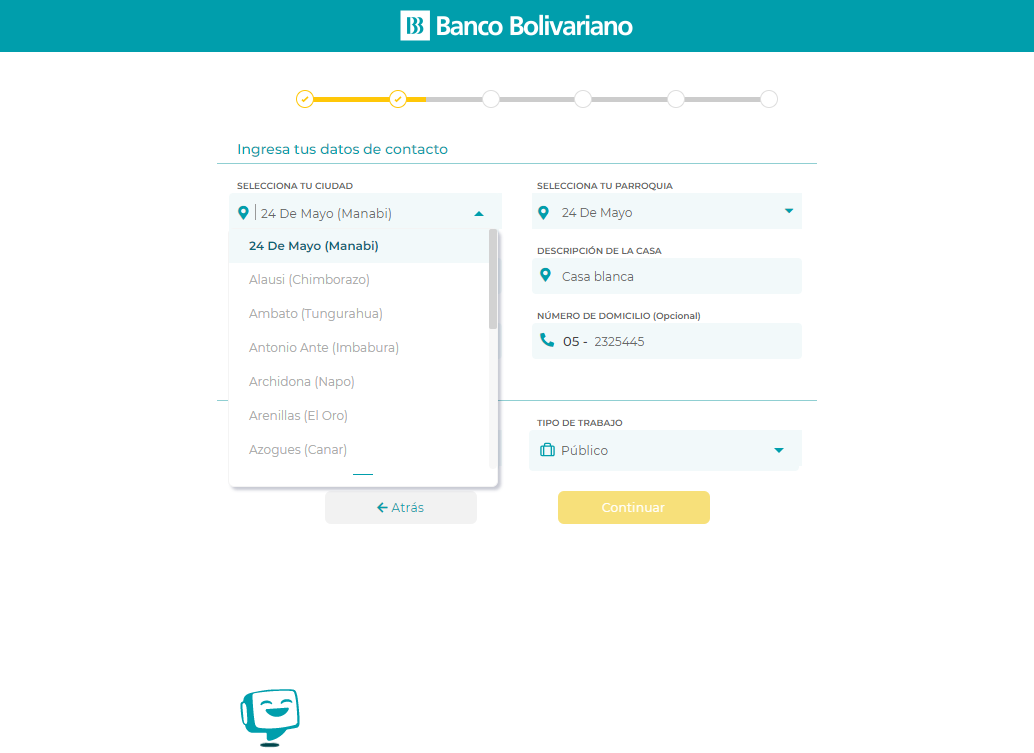 Banco Bolivariano
Ingresa tus datos de contacto
SELECCIONA TU CIUDAD
24 De Mayo (Manabi)
24 De Mayo (Manabi)
Alausi (Chimborazo)
Ambato (Tungurahua)
Antonio Ante (Imbabura)
Archidona (Napo)
Arenillas (El Oro)
Azogues (Canar)
SELECCIONA TU PARROQUIA
24 De Mayo
DESCRIPCIÓN DE LA CASA
Casa blanca
NÚMERO DE DOMICILIO (Opcional)
05 - 2325445
TIPO DE TRABAJO
Público
Atrás
Continuar